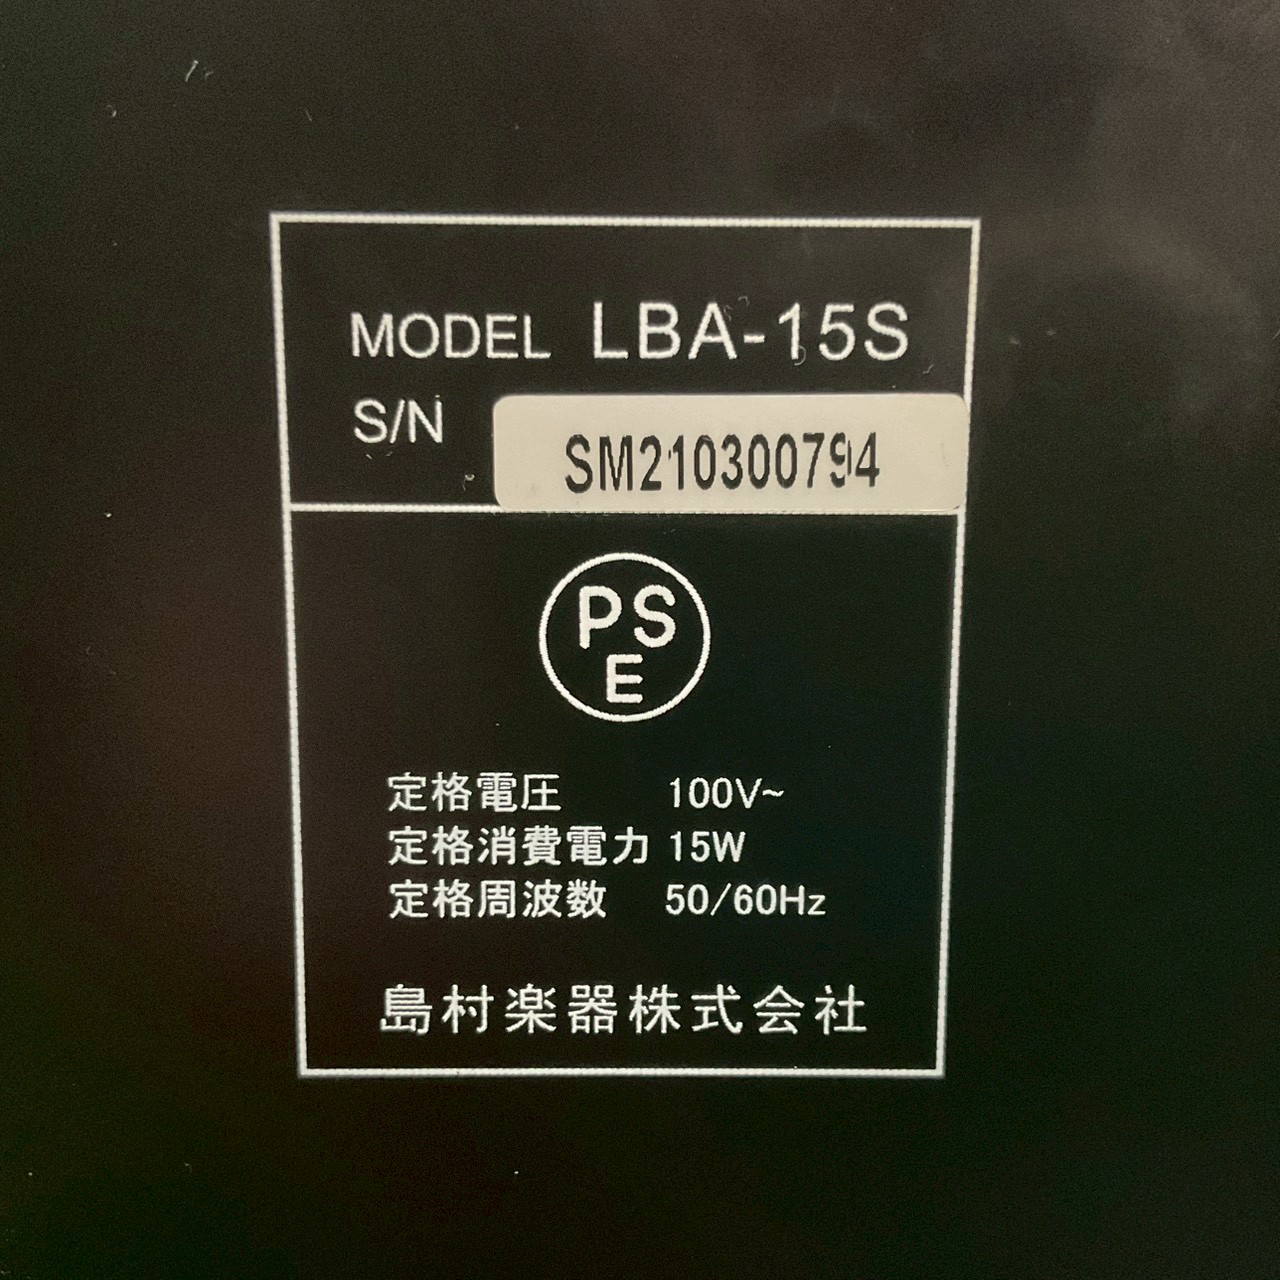 MODEL LBA-15S
S/N SM210300794
PS
E
定格電圧 100V~
定格消費電力 15W
定格周波数 50/60Hz
島村楽器株式会社